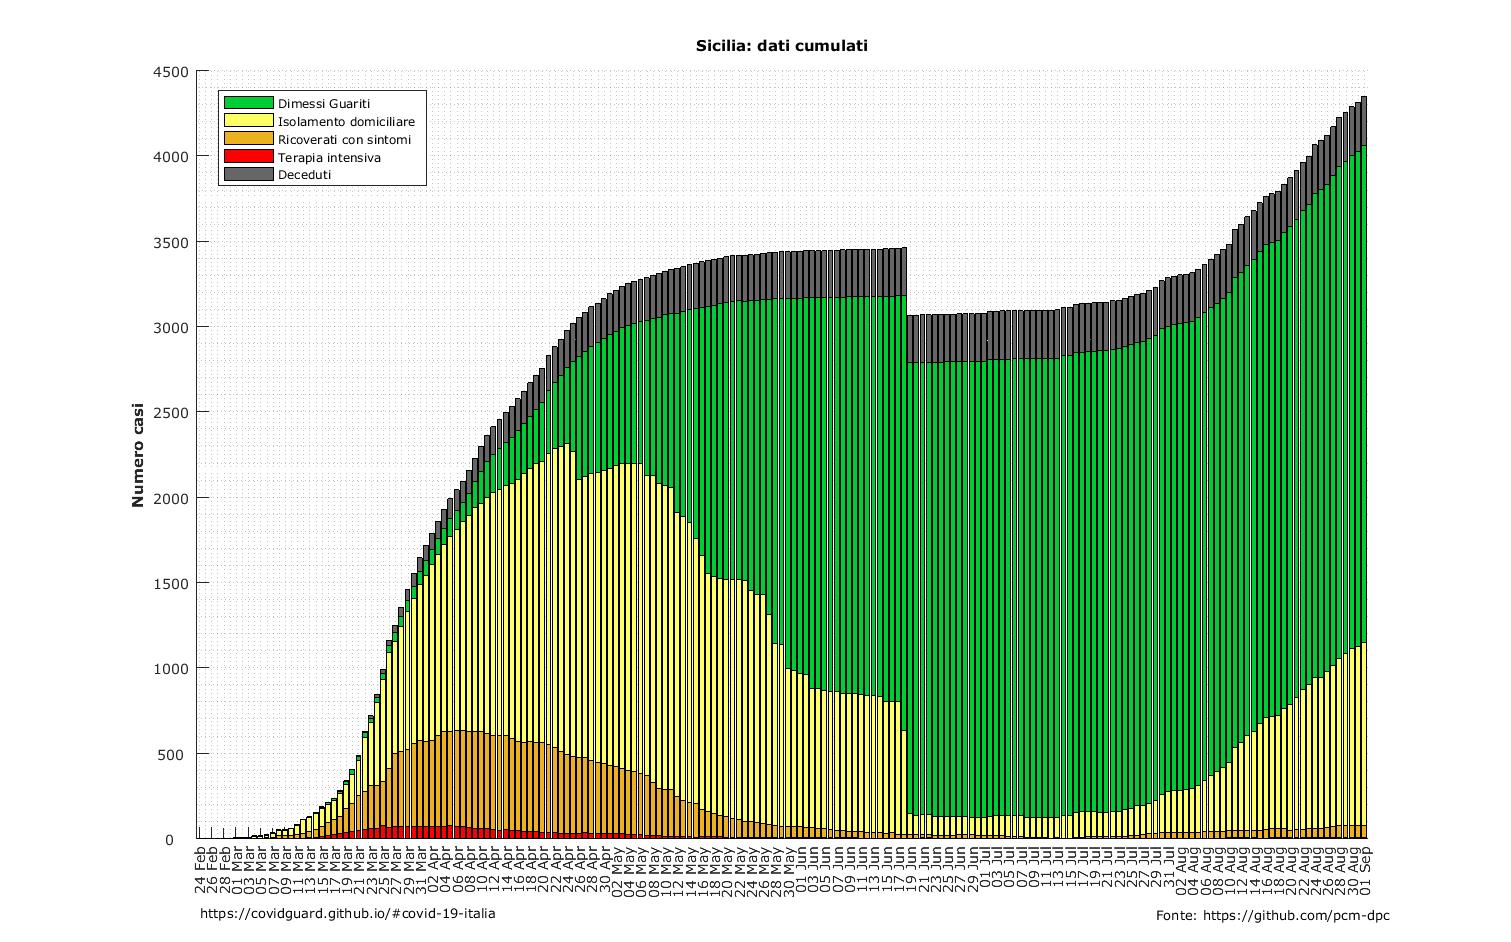 Sicilia: dati cumulati
Dimessi Guariti
Isolamento domiciliare
Ricoverati con sintomi
Terapia intensiva
Deceduti
Numero casi
4500
4000
3500
3000
2500
2000
1500
1000
500
0
24 Feb
26 Feb
28 Feb
01 Mar
03 Mar
05 Mar
07 Mar
09 Mar
11 Mar
13 Mar
15 Mar
17 Mar
19 Mar
21 Mar
23 Mar
25 Mar
27 Mar
29 Mar
31 Mar
02 Apr
04 Apr
06 Apr
08 Apr
10 Apr
12 Apr
14 Apr
16 Apr
18 Apr
20 Apr
22 Apr
24 Apr
26 Apr
28 Apr
30 Apr
02 May
04 May
06 May
08 May
10 May
12 May
14 May
16 May
18 May
20 May
22 May
24 May
26 May
28 May
30 May
01 Jun
03 Jun
05 Jun
07 Jun
09 Jun
11 Jun
13 Jun
15 Jun
17 Jun
19 Jun
21 Jun
23 Jun
25 Jun
27 Jun
29 Jun
01 Jul
03 Jul
05 Jul
07 Jul
09 Jul
11 Jul
13 Jul
15 Jul
17 Jul
19 Jul
21 Jul
23 Jul
25 Jul
27 Jul
29 Jul
31 Jul
02 Aug
04 Aug
06 Aug
08 Aug
10 Aug
12 Aug
14 Aug
16 Aug
18 Aug
20 Aug
22 Aug
24 Aug
26 Aug
28 Aug
30 Aug
01 Sep
https://covidguard.github.io/#covid-19-italia
Fonte: https://github.com/pcm-dpc